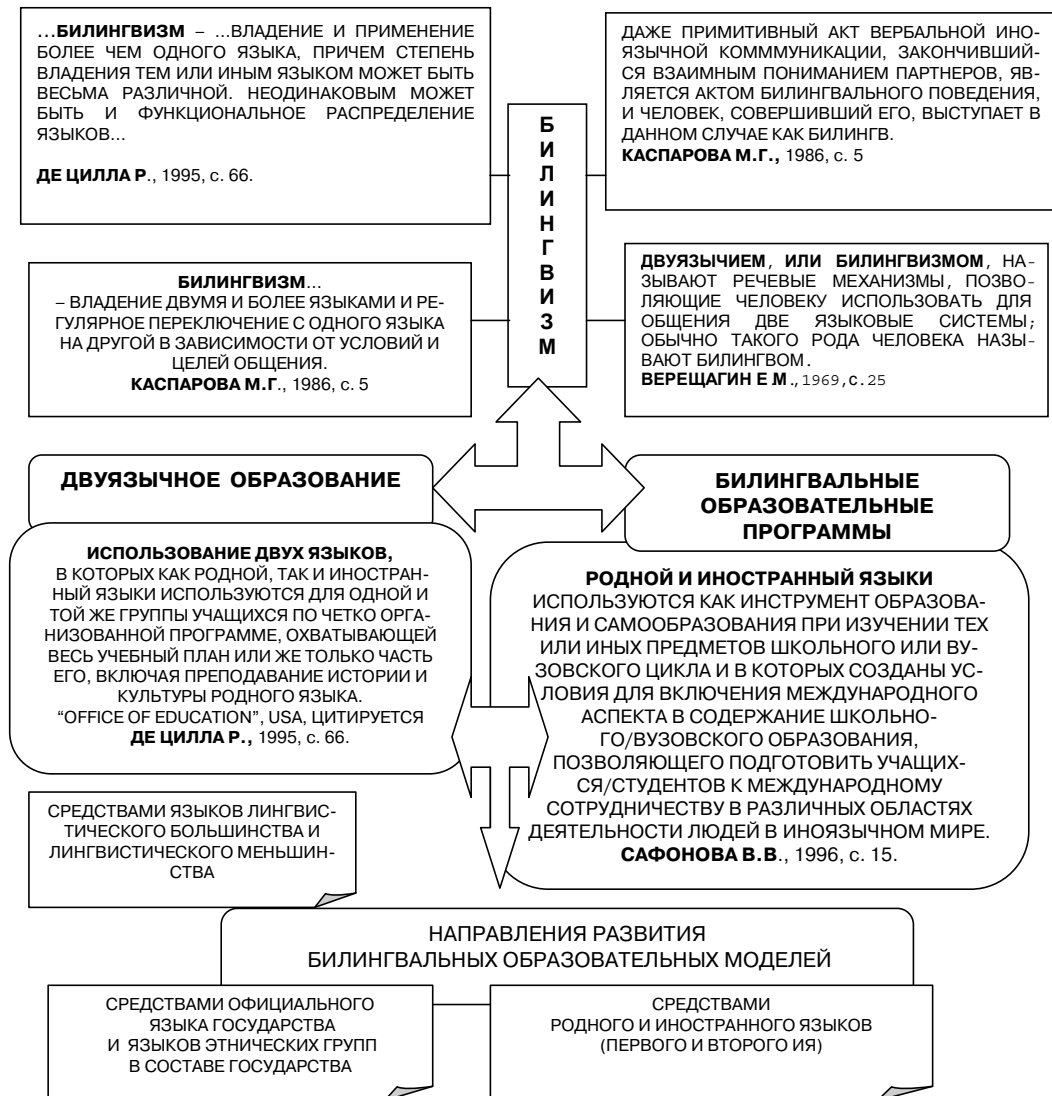 ...БИЛИНГВИЗМ – ...ВЛАДЕНИЕ И ПРИМЕНЕНИЕ
БОЛЕЕ ЧЕМ ОДНОГО ЯЗЫКА, ПРИЧЕМ СТЕПЕНЬ
ВЛАДЕНИЯ ТЕМ ИЛИ ИНЫМ ЯЗЫКОМ МОЖЕТ БЫТЬ
ВЕСЬМА РАЗЛИЧНОЙ. НЕОДИНАКОВЫМ МОЖЕТ
БЫТЬ И ФУНКЦИОНАЛЬНОЕ РАСПРЕДЕЛЕНИЕ
ЯЗЫКОВ...
ДЕ ЦИЛЛА Р., 1995, с. 66.
ДАЖЕ ПРИМИТИВНЫЙ АКТ ВЕРБАЛЬНОЙ ИНО-
ЯЗЫЧНОЙ КОМММУНИКАЦИИ, ЗАКОНЧИВШИЙ-
СЯ ВЗАИМНЫМ ПОНИМАНИЕМ ПАРТНЕРОВ, ЯВ-
ЛЯЕТСЯ АКТОМ БИЛИНГВАЛЬНОГО ПОВЕДЕНИЯ,
И ЧЕЛОВЕК, СОВЕРШИВШИЙ ЕГО, ВЫСТУПАЕТ В
ДАННОМ СЛУЧАЕ КАК БИЛИНГВ.
КАСПАРОВА М.Г., 1986, с. 5
БИЛИНГВИЗМ
БИЛИНГВИЗМ...
– ВЛАДЕНИЕ ДВУМЯ И БОЛЕЕ ЯЗЫКАМИ И РЕ-
ГУЛЯРНОЕ ПЕРЕКЛЮЧЕНИЕ С ОДНОГО ЯЗЫКА
НА ДРУГОЙ В ЗАВИСИМОСТИ ОТ УСЛОВИЙ И
ЦЕЛЕЙ ОБЩЕНИЯ.
КАСПАРОВА М.Г., 1986, с. 5
ДВУЯЗЫЧИЕМ, ИЛИ БИЛИНГВИЗМОМ, НА-
ЗЫВАЮТ РЕЧЕВЫЕ МЕХАНИЗМЫ, ПОЗВО-
ЛЯЮЩИЕ ЧЕЛОВЕКУ ИСПОЛЬЗОВАТЬ ДЛЯ
ОБЩЕНИЯ ДВЕ ЯЗЫКОВЫЕ СИСТЕМЫ;
ОБЫЧНО ТАКОГО РОДА ЧЕЛОВЕКА НАЗЫ-
ВАЮТ БИЛИНГВОМ.
ВЕРЕЩАГИН Е М., 1969, с. 25
ДВУЯЗЫЧНОЕ ОБРАЗОВАНИЕ
ИСПОЛЬЗОВАНИЕ ДВУХ ЯЗЫКОВ,
В КОТОРЫХ КАК РОДНОЙ, ТАК И ИНОСТРАН-
НЫЙ ЯЗЫКИ ИСПОЛЬЗУЮТСЯ ДЛЯ ОДНОЙ И
ТОЙ ЖЕ ГРУППЫ УЧАЩИХСЯ ПО ЧЕТКО ОРГА-
НИЗОВАННОЙ ПРОГРАММЕ, ОХВАТЫВАЮЩЕЙ
ВЕСЬ УЧЕБНЫЙ ПЛАН ИЛИ ЖЕ ТОЛЬКО ЧАСТЬ
ЕГО, ВКЛЮЧАЯ ПРЕПОДАВАНИЕ ИСТОРИИ И
КУЛЬТУРЫ РОДНОГО ЯЗЫКА.
“OFFICE OF EDUCATION”, USA, ЦИТИРУЕТСЯ
ДЕ ЦИЛЛА Р., 1995, с. 66.
БИЛИНГВАЛЬНЫЕ
ОБРАЗОВАТЕЛЬНЫЕ
ПРОГРАММЫ
РОДНОЙ И ИНОСТРАННЫЙ ЯЗЫКИ
ИСПОЛЬЗУЮТСЯ КАК ИНСТРУМЕНТ ОБРАЗОВА-
НИЯ И САМООБРАЗОВАНИЯ ПРИ ИЗУЧЕНИИ ТЕХ
ИЛИ ИНЫХ ПРЕДМЕТОВ ШКОЛЬНОГО ИЛИ ВУ-
ЗОВСКОГО ЦИКЛА И В КОТОРЫХ СОЗДАНЫ УС-
ЛОВИЯ ДЛЯ ВКЛЮЧЕНИЯ МЕЖДУНАРОДНОГО
АСПЕКТА В СОДЕРЖАНИЕ ШКОЛЬНО-
ГО/ВУЗОВСКОГО ОБРАЗОВАНИЯ,
ПОЗВОЛЯЮЩЕГО ПОДГОТОВИТЬ УЧАЩИХ-
СЯ/СТУДЕНТОВ К МЕЖДУНАРОДНОМУ
СОТРУДНИЧЕСТВУ В РАЗЛИЧНЫХ ОБЛАСТЯХ
ДЕЯТЕЛЬНОСТИ ЛЮДЕЙ В ИНОЯЗЫЧНОМ МИРЕ.
САФОНОВА В.В., 1996, с. 15.
СРЕДСТВАМИ ЯЗЫКОВ ЛИНГВИС-
ТИЧЕСКОГО БОЛЬШИНСТВА И
ЛИНГВИСТИЧЕСКОГО МЕНЬШИН-
СТВА
НАПРАВЛЕНИЯ РАЗВИТИЯ
БИЛИНГВАЛЬНЫХ ОБРАЗОВАТЕЛЬНЫХ МОДЕЛЕЙ
СРЕДСТВАМИ ОФИЦИАЛЬНОГО
ЯЗЫКА ГОСУДАРСТВА
И ЯЗЫКОВ ЭТНИЧЕСКИХ ГРУПП
В СОСТАВЕ ГОСУДАРСТВА
СРЕДСТВАМИ
РОДНОГО И ИНОСТРАННОГО ЯЗЫКОВ
(ПЕРВОГО И ВТОРОГО ИЯ)